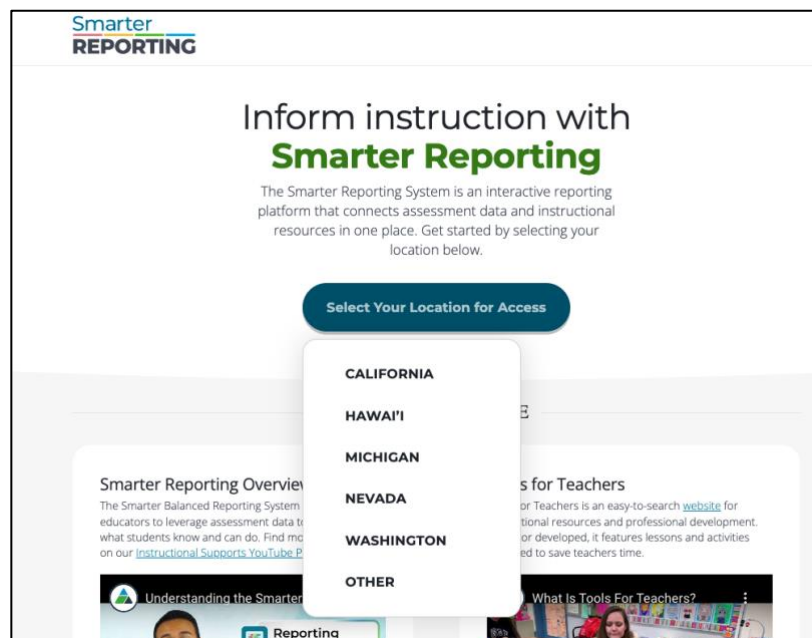 Smarter
REPORTING
Inform instruction with
Smarter Reporting
The Smarter Reporting System is an interactive reporting
platform that connects assessment data and instructional
resources in one place. Get started by selecting your
location below.
Select Your Location for Access
CALIFORNIA
HAWAI'I
MICHIGAN
NEVADA
WASHINGTON
OTHER
E
Smarter Reporting
The Smarter Balanced Reporting System
educators to leverage assessment data
what students know and can do. Find
on our Instructional Supports YouTube
s for Teachers
or Teachers is an easy-to-search website for
tional resources and professional development.
or developed, it features lessons and activities
ed to save teachers time.
Understanding the Smarter
Reporting
What Is Tools For Teachers?